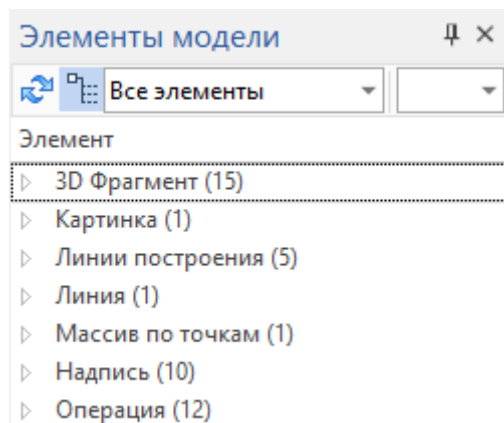 Элементы модели
Все элементы
Элемент
3D Фрагмент (15)
Картинка (1)
Линии построения (5)
Линия (1)
Массив по точкам (1)
Надпись (10)
Операция (12)